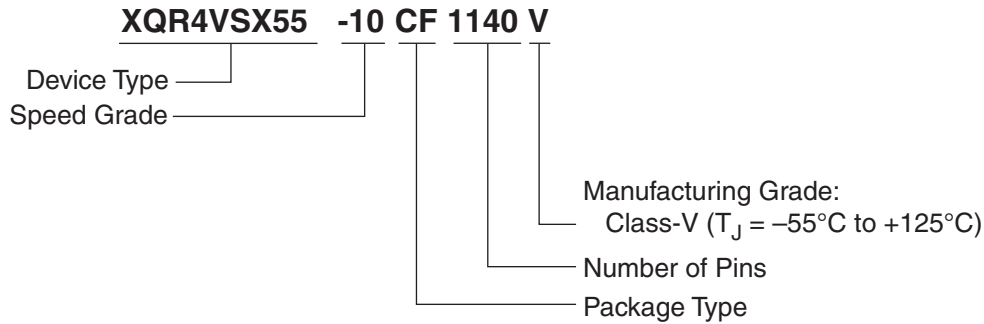 XQR4VSX55 -10 CF 1140 V
Device Type
Speed Grade
Manufacturing Grade:
Class-V (TJ = –55°C to +125°C)
Number of Pins
Package Type